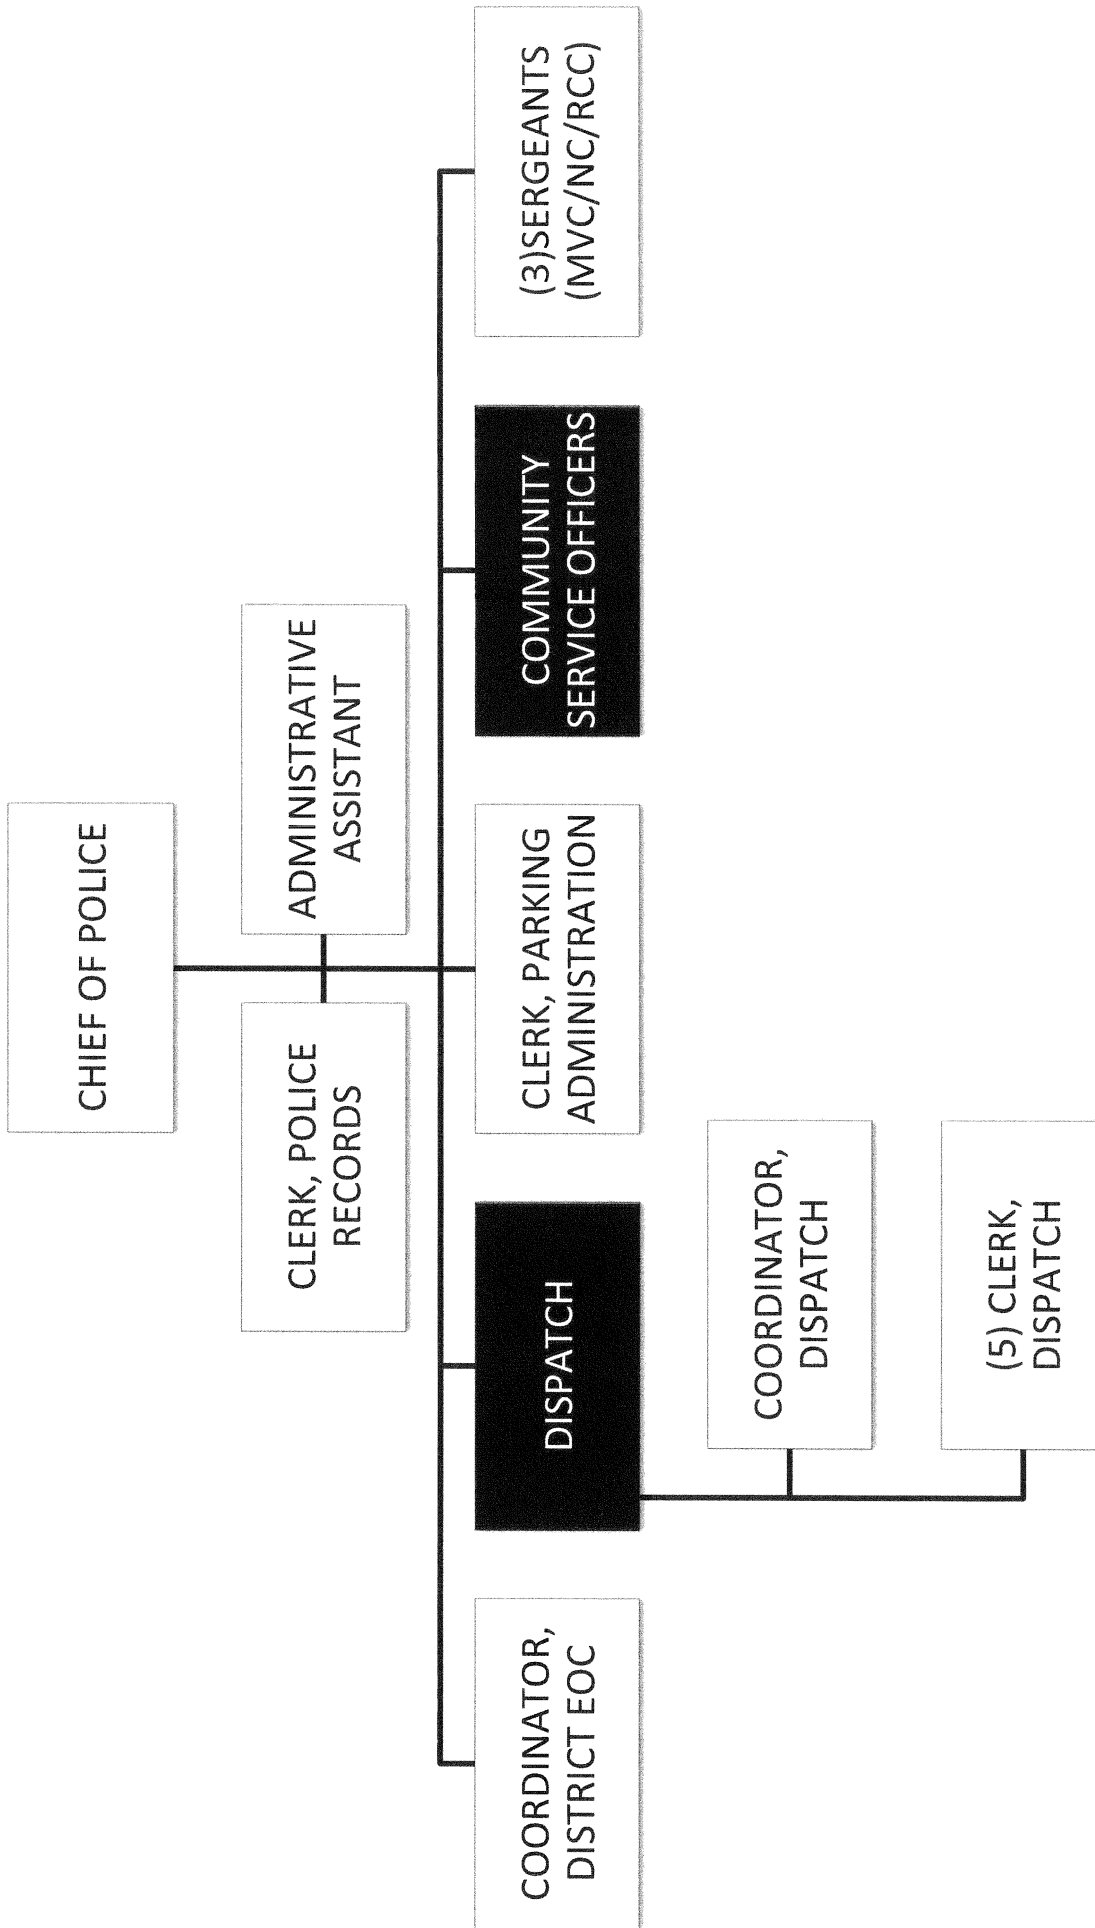 CHIEF OF POLICE
CLERK, POLICE
RECORDS
ADMINISTRATIVE
ASSISTANT
COORDINATOR,
DISTRICT EOC
DISPATCH
CLERK, PARKING
ADMINISTRATION
COMMUNITY
SERVICE OFFICERS
(3)SERGEANTS
(MVC/NC/RCC)
COORDINATOR,
DISPATCH
(5) CLERK,
DISPATCH